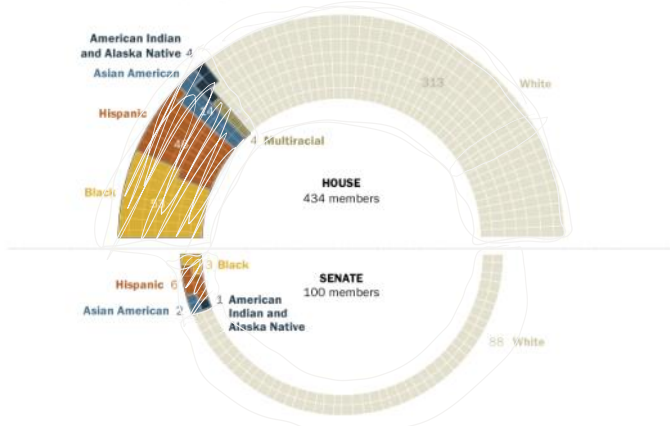 American Indian
and Alaska Native 4
Asian American
Hispanic
Black
313
White
4 Multiracial
HOUSE
434 members
3 Black
Hispanic 6
Asian American 2
1 American
Indian and
Alaska Native
SENATE
100 members
88 White